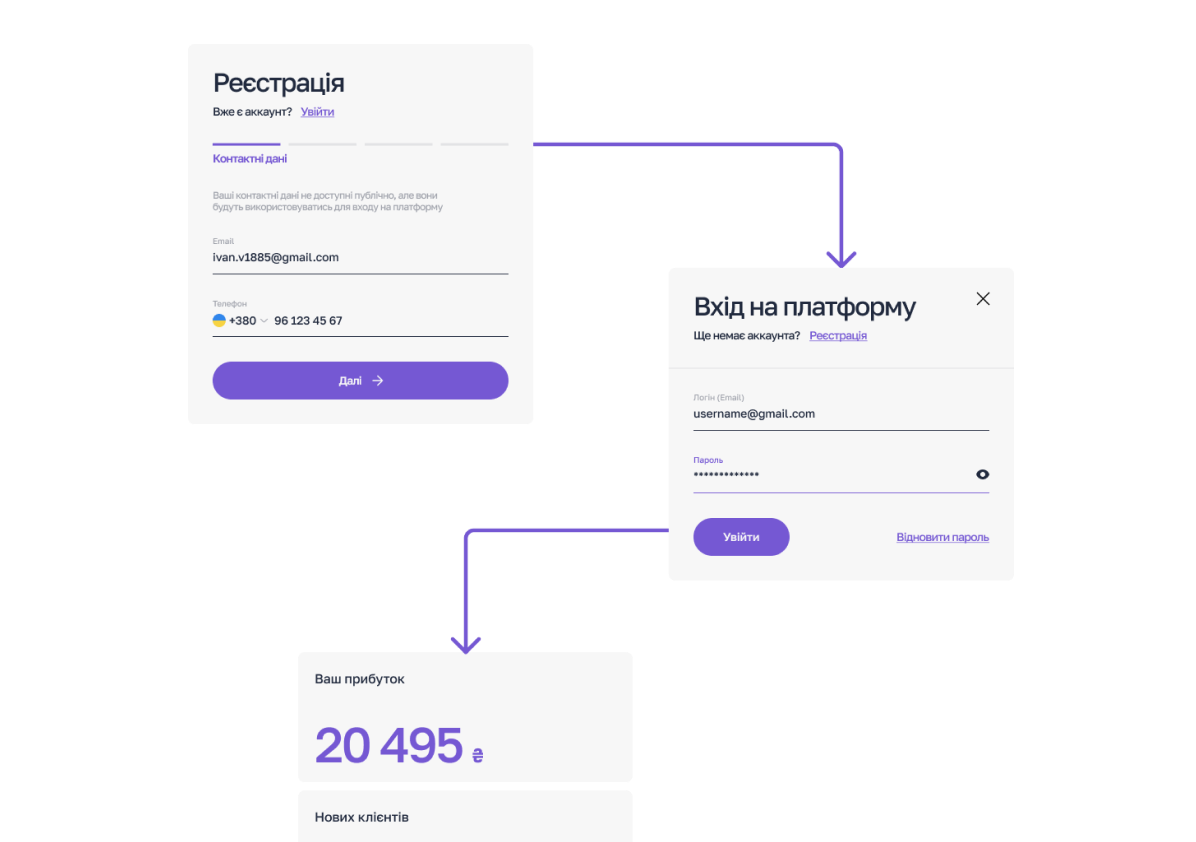 Реєстрація
Вже є аккаунт? Увійти
Контактні дані
Ваші контактні дані не доступні публічно, але вони
будуть використовуватись для входу на платформу
Email
ivan.v1885@gmail.com
Телефон
+380 96 123 45 67
Далі
Вхід на платформу
Ще немає аккаунта? Реєстрація
Логін (Email)
username@gmail.com
Пароль
*************
Увійти
Відновити пароль
Ваш прибуток
20 495 ₴
Нових клієнтів